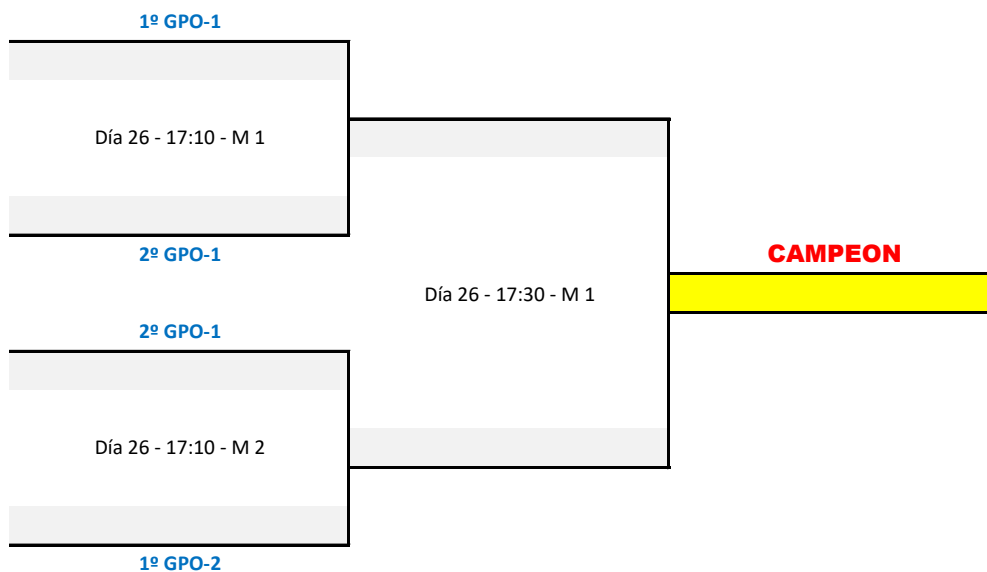 1º GPO-1
Día 26 - 17:10 - M 1
2º GPO-1
CAMPEON
Día 26 - 17:30 - M 1
2º GPO-1
Día 26 - 17:10 - M 2
1º GPO-2